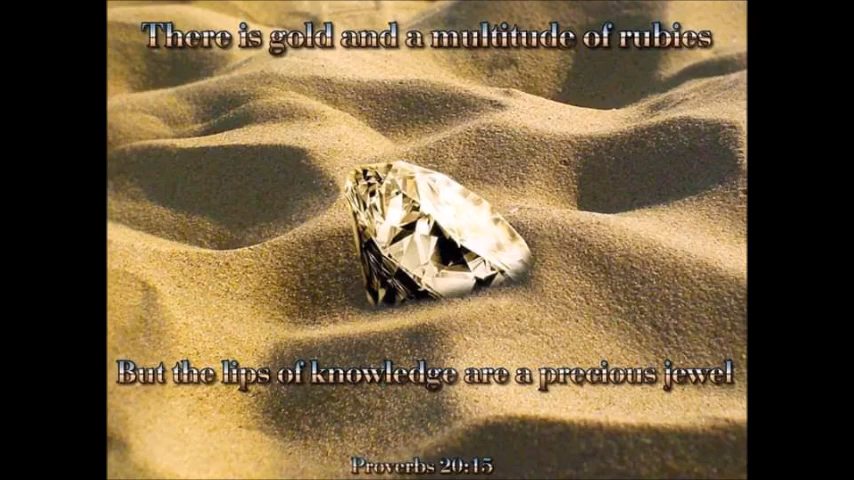 There is gold and a multitude of rubies
But the lips of knowledge are a precious jewel
Proverbs 20:15